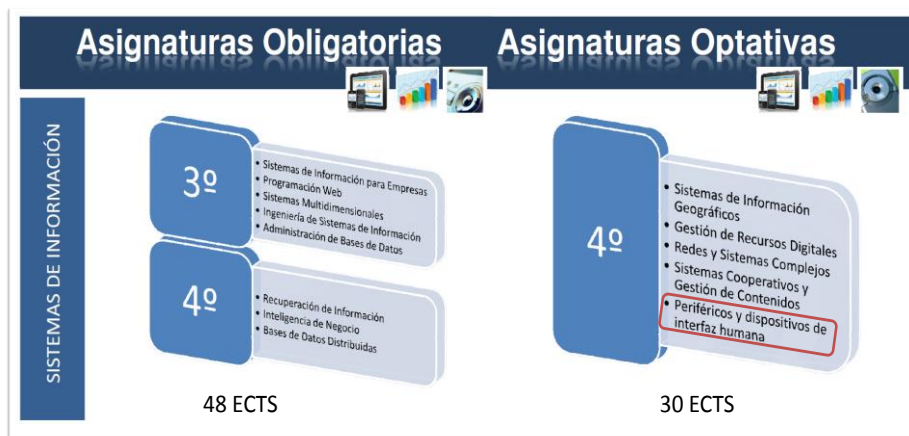 Asignaturas Obligatorias
Asignaturas Optativas
SISTEMAS DE INFORMACIÓN
3º
• Sistemas de Información para Empresas
• Programación Web
• Sistemas Multidimensionales
• Ingeniería de Sistemas de Información
• Administración de Bases de Datos
4º
• Recuperación de Información
• Inteligencia de Negocio
• Bases de Datos Distribuidas
48 ECTS
4º
• Sistemas de Información
Geográficos
• Gestión de Recursos Digitales
• Redes y Sistemas Complejos
• Sistemas Cooperativos y
Gestión de Contenidos
• Periféricos y dispositivos de
interfaz humana
30 ECTS